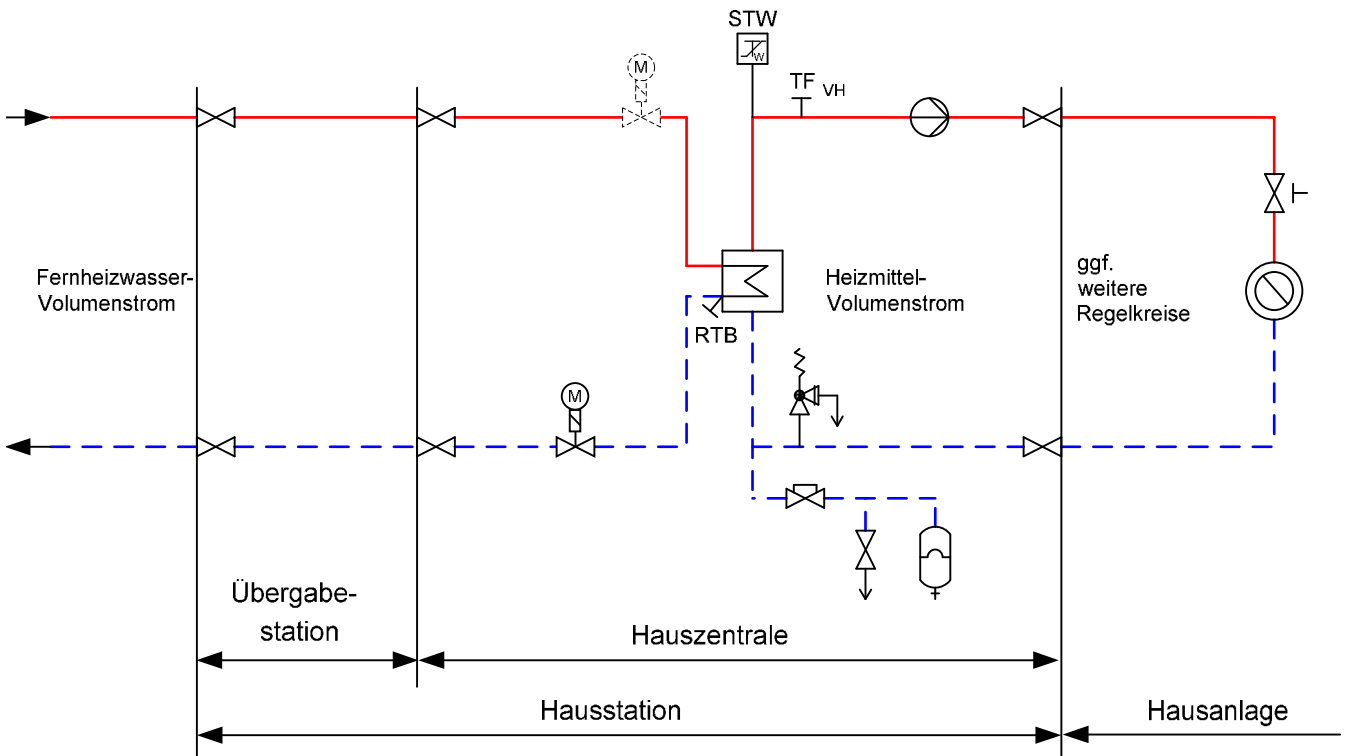 STW
W
M
TF VH
Fernheizwasser-
Volumenstrom
Heizmittel-
Volumenstrom
ggf.
weitere
Regelkreise
RTB
M
Übergabe-
station
Hauszentrale
Hausstation
Hausanlage